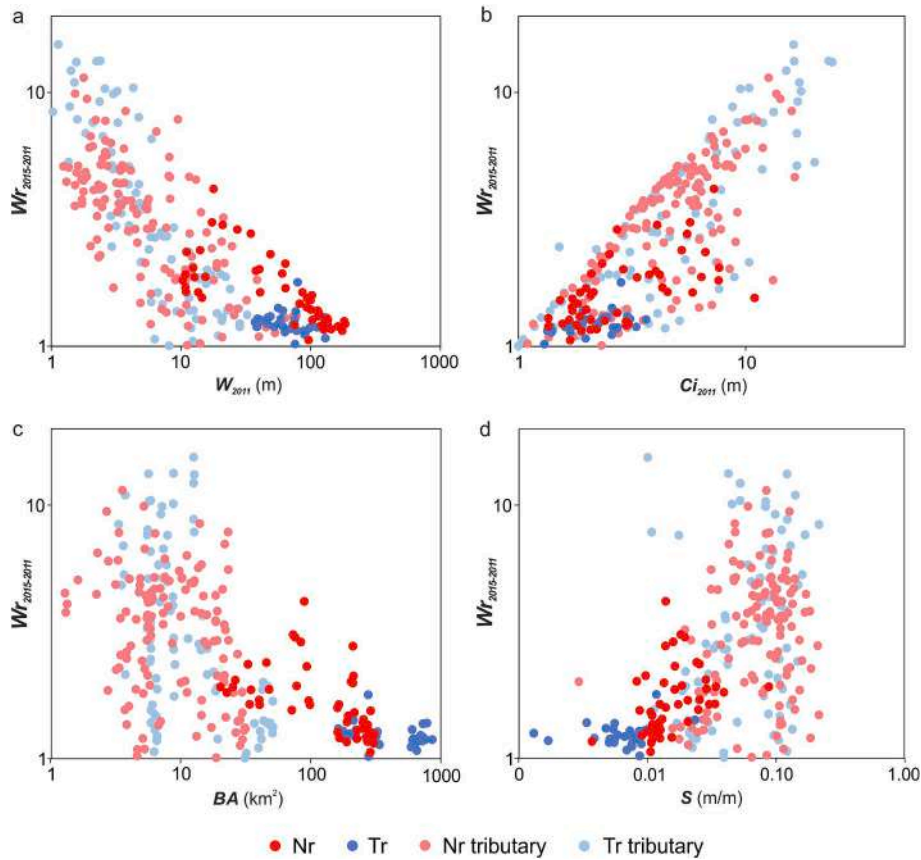 a
b
10
10
Wr2015-2011
Wr2015-2011
1
1
1 10 100 1000
1 10
W2011 (m)
Ci2011 (m)
c
d
10
10
Wr2015-2011
Wr2015-2011
1
1
1 10 100 1000
0 0.01 0.10 1.00
BA (km²)
S (m/m)
Nr Tr Nr tributary Tr tributary